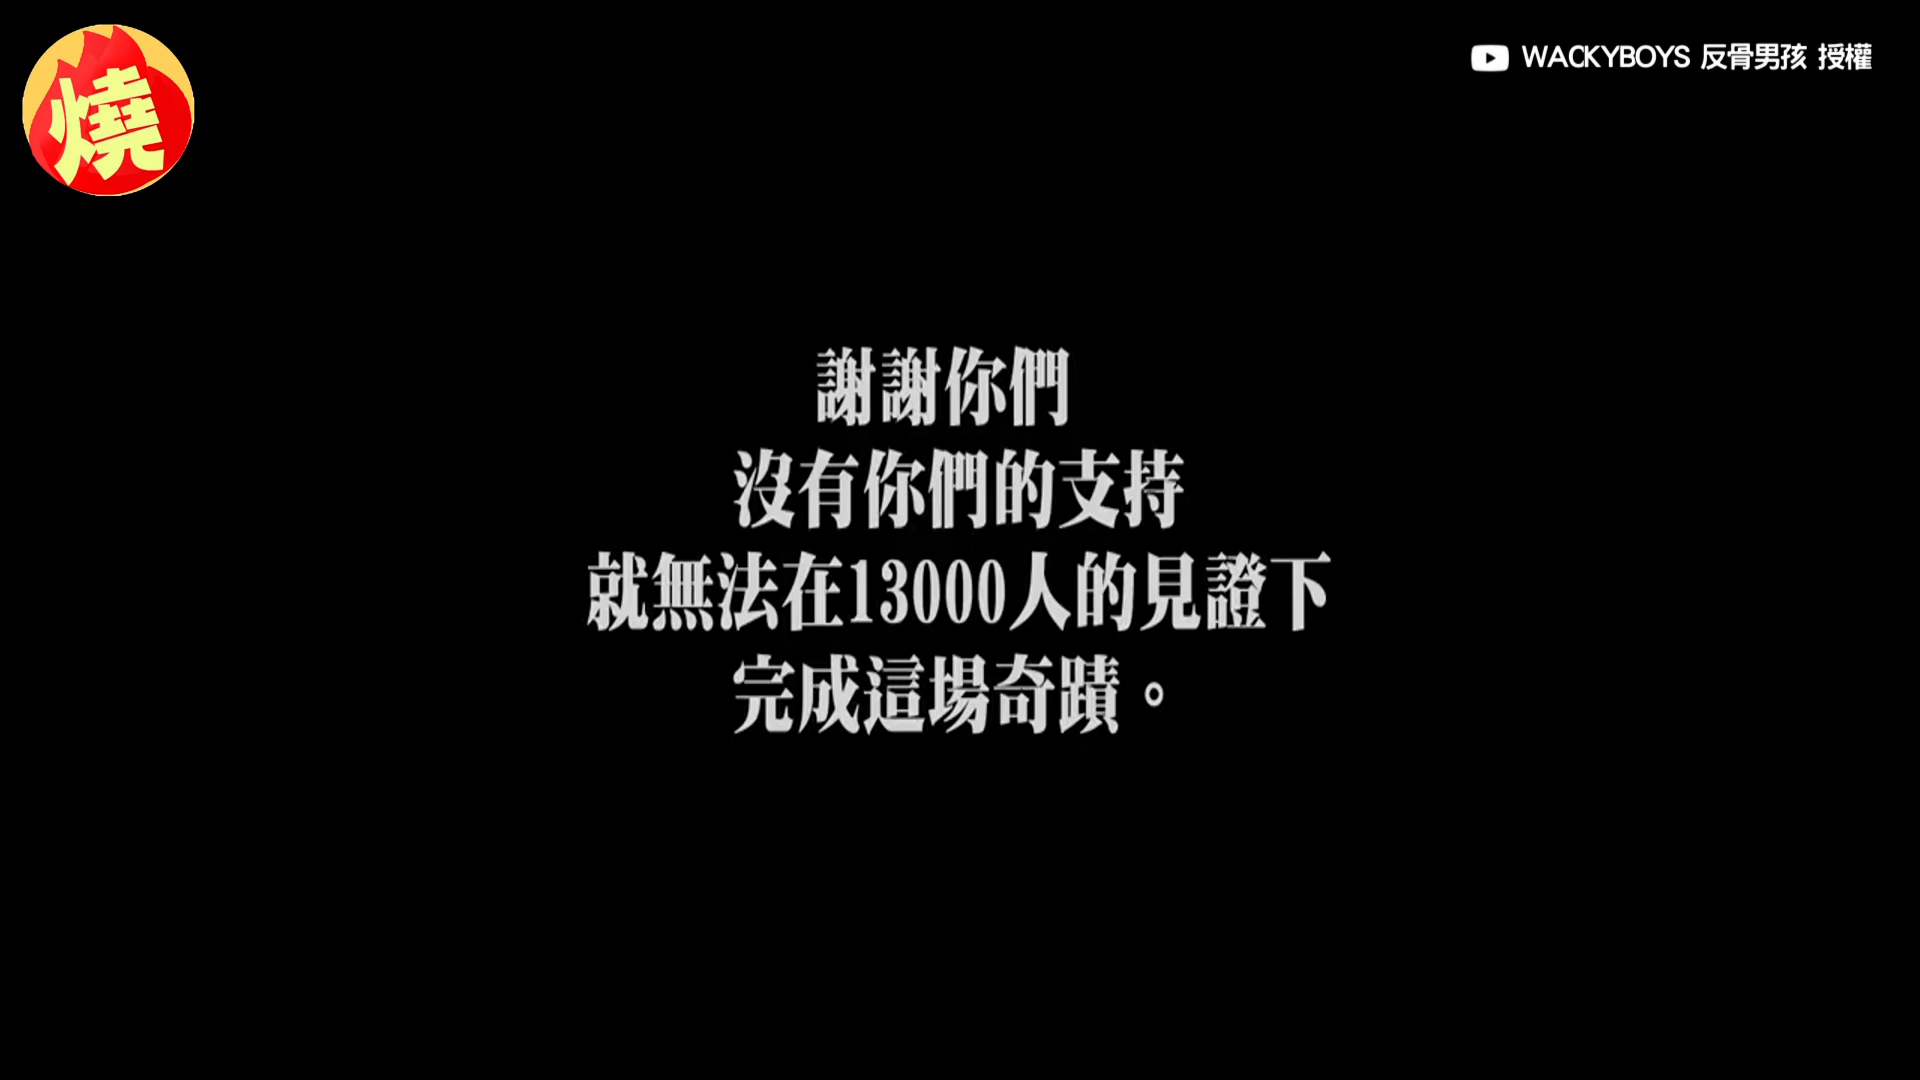 燒
WACKYBOYS 反骨男孩 授權
謝謝你們
沒有你們的支持
就無法在13000人的見證下
完成這場奇蹟。